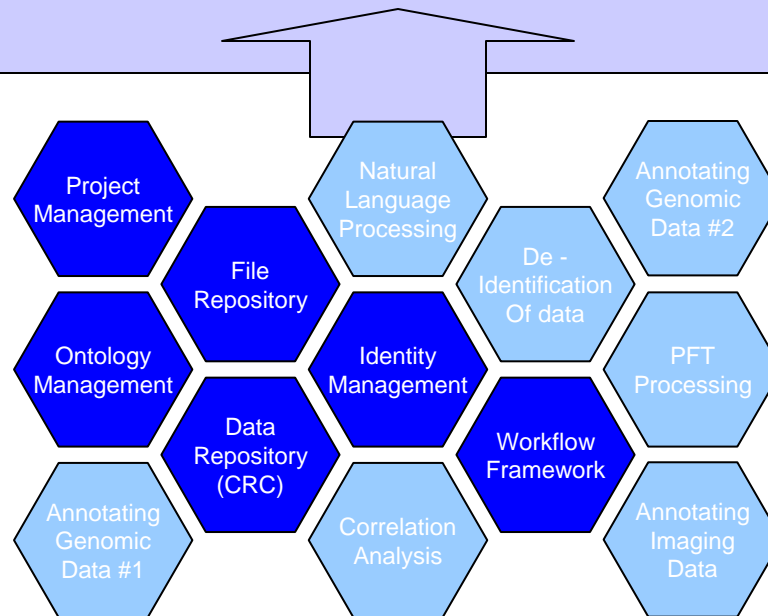 Project
Management
Natural
Language
Processing
Annotating
Genomic
Data #2
File
Repository
De -
Identification
Of data
Ontology
Management
Identity
Management
PFT
Processing
Data
Repository
(CRC)
Workflow
Framework
Annotating
Genomic
Data #1
Correlation
Analysis
Annotating
Imaging
Data